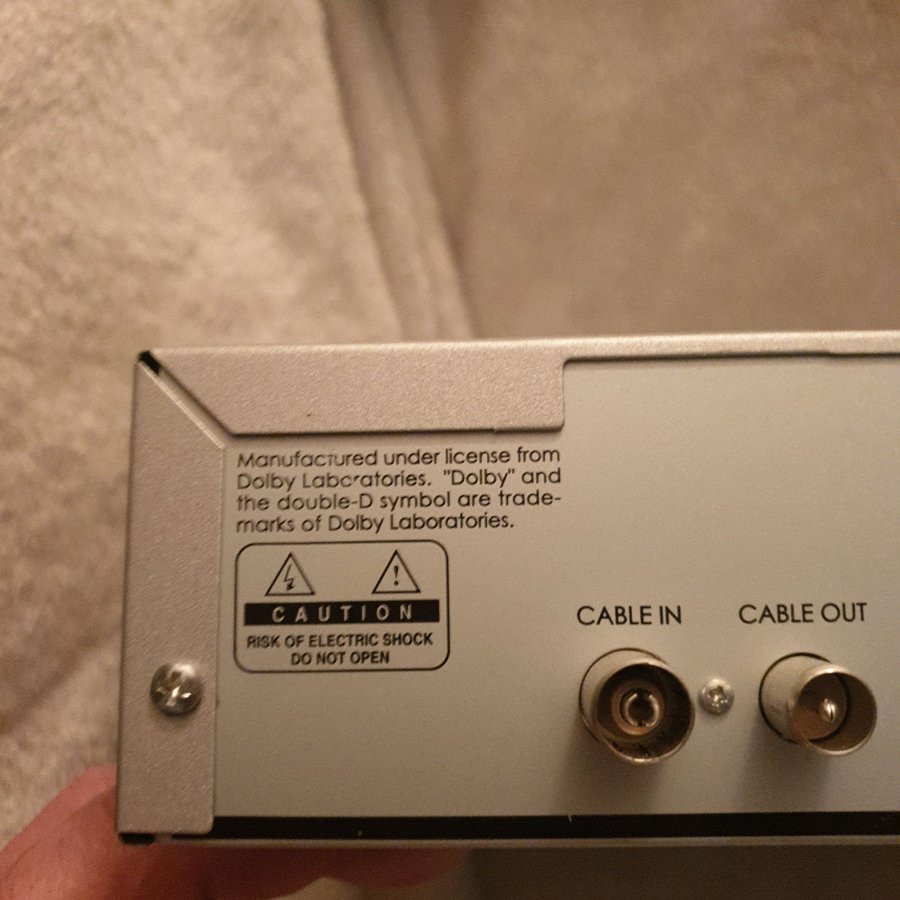 Manufactured under license from
Dolby Laboratories. "Dolby" and
the double-D symbol are trade-
marks of Dolby Laboratories.
CAUTION
RISK OF ELECTRIC SHOCK
DO NOT OPEN
CABLE IN
CABLE OUT